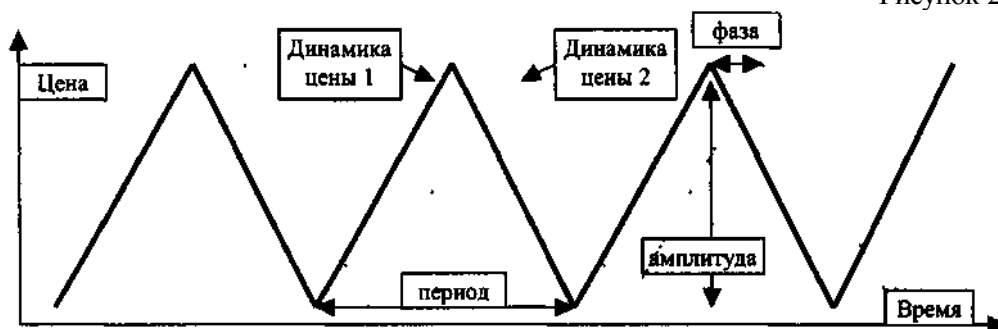 Рисунок 2
фаза
Динамика
цены 1
Динамика
цены 2
Цена
амплитуда
период
Время